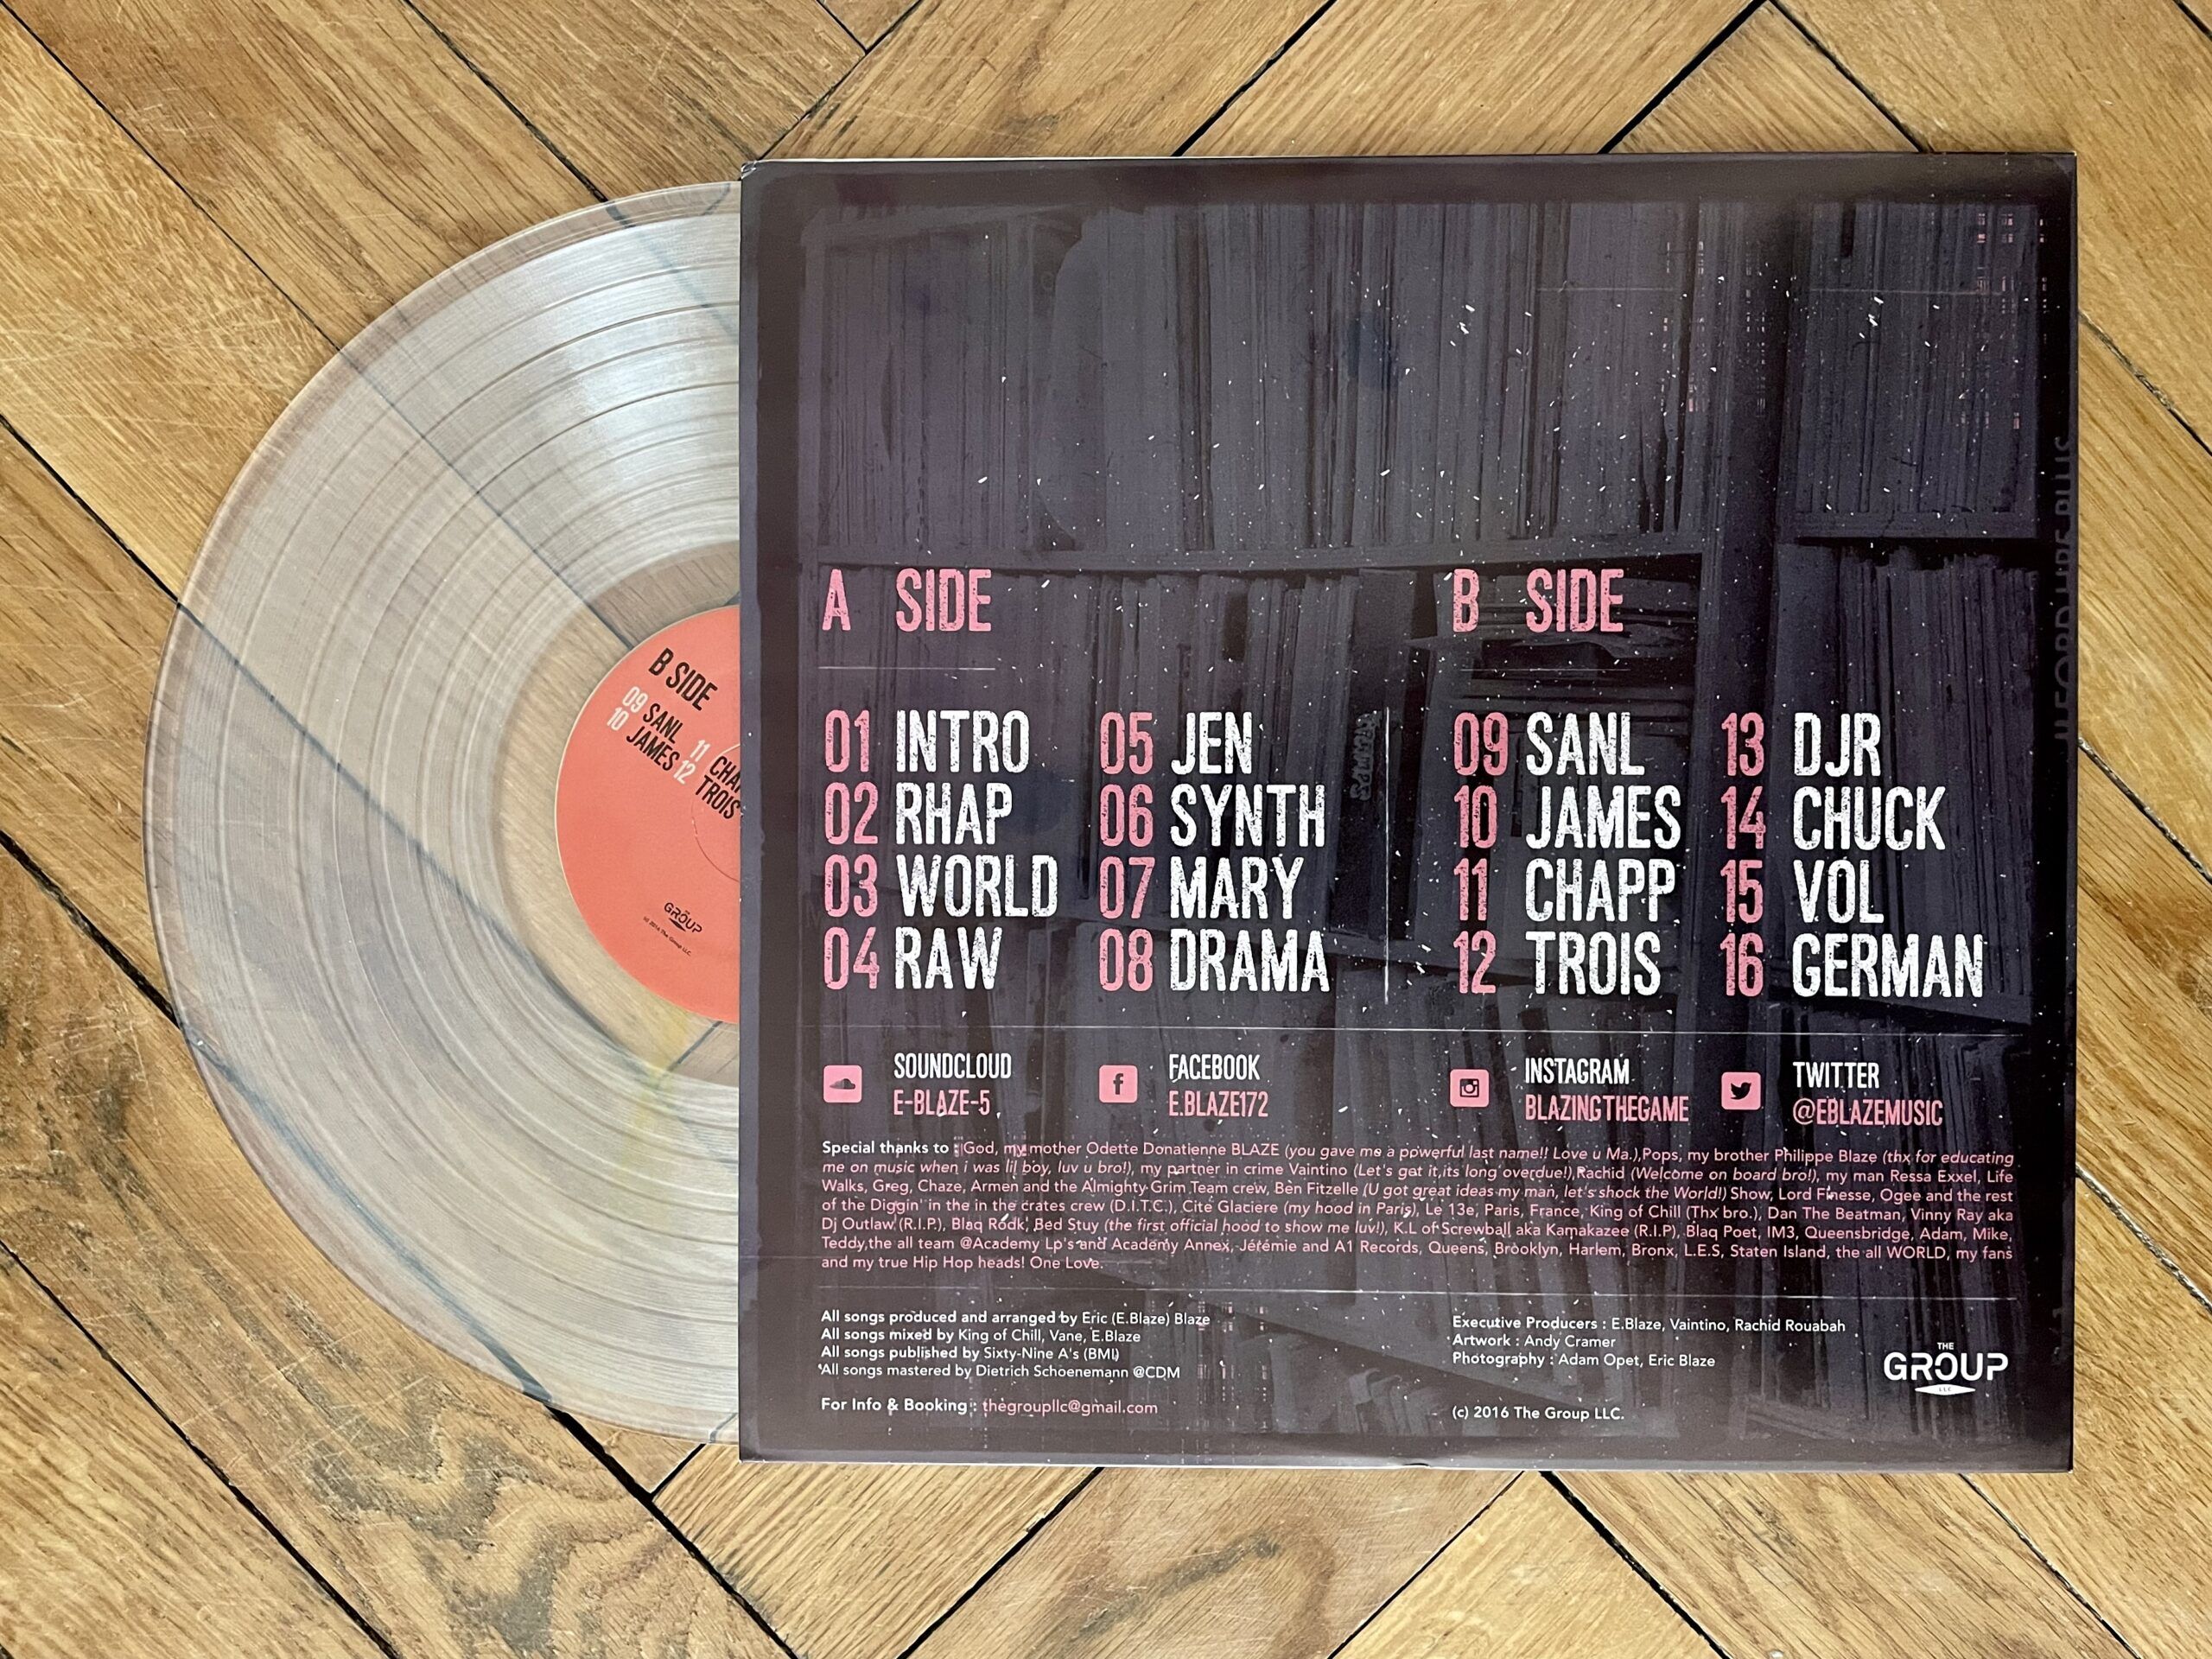 A SIDE
01 INTRO
02 RHAP
03 WORLD
04 RAW
05 JEN
06 SYNTH
07 MARY
08 DRAMA
B SIDE
09 SANL
10 JAMES
11 CHAPP
12 TROIS
13 DJR
14 CHUCK
15 VOL
16 GERMAN
SOUNDCLOUD
E-BLAZE-5
FACEBOOK
E.BLAZE172
INSTAGRAM
BLAZINGTHEGAME
TWITTER
@EBLAZEMUSIC
Special thanks to : God, my mother Odette Donatienne BLAZE (you gave me a powerful last name!! Love u Ma.),Pops, my brother Philippe Blaze (thx for educating
me on music when i was lil boy, luv u bro!), my partner in crime Vaintino (Let's get it,its long overdue!),Rachid (Welcome on board bro!), my man Ressa Exxel, Life
Walks, Greg, Chaze, Armen and the Almighty Grim Team crew, Ben Fitzelle (U got great ideas my man, let's shock the World!) Show, Lord Finesse, Ogee and the rest
of the Diggin' in the in the crates crew (D.I.T.C.), Cité Glaciere (my hood in Paris), Le 13e, Paris, France, King of Chill (Thx bro.), Dan The Beatman, Vinny Ray aka
Dj Outlaw (R.I.P.), Blaq Rodk, Bed Stuy (the first official hood to show me luv!), K.L of Screwball aka Kamakazee (R.I.P), Blaq Poet, IM3, Queensbridge, Adam, Mike,
Teddy,the all team @Academy Lp's and Academy Annex, Jérémie and A1 Records, Queens, Brooklyn, Harlem, Bronx, L.E.S, Staten Island, the all WORLD, my fans
and my true Hip Hop heads! One Love.
All songs produced and arranged by Eric (E.Blaze) Blaze
All songs mixed by King of Chill, Vane, E.Blaze
All songs published by Sixty-Nine A's (BMI)
All songs mastered by Dietrich Schoenemann @CDM
For Info & Booking : thegroupllc@gmail.com
Executive Producers : E.Blaze, Vaintino, Rachid Rouabah
Artwork : Andy Cramer
Photography : Adam Opet, Eric Blaze
(c) 2016 The Group LLC.
THE
GROUP
LLC
B SIDE
09 SANL
10 JAMES
11
12 TROIS
GROUP
(c) 2016 The Group LLC.